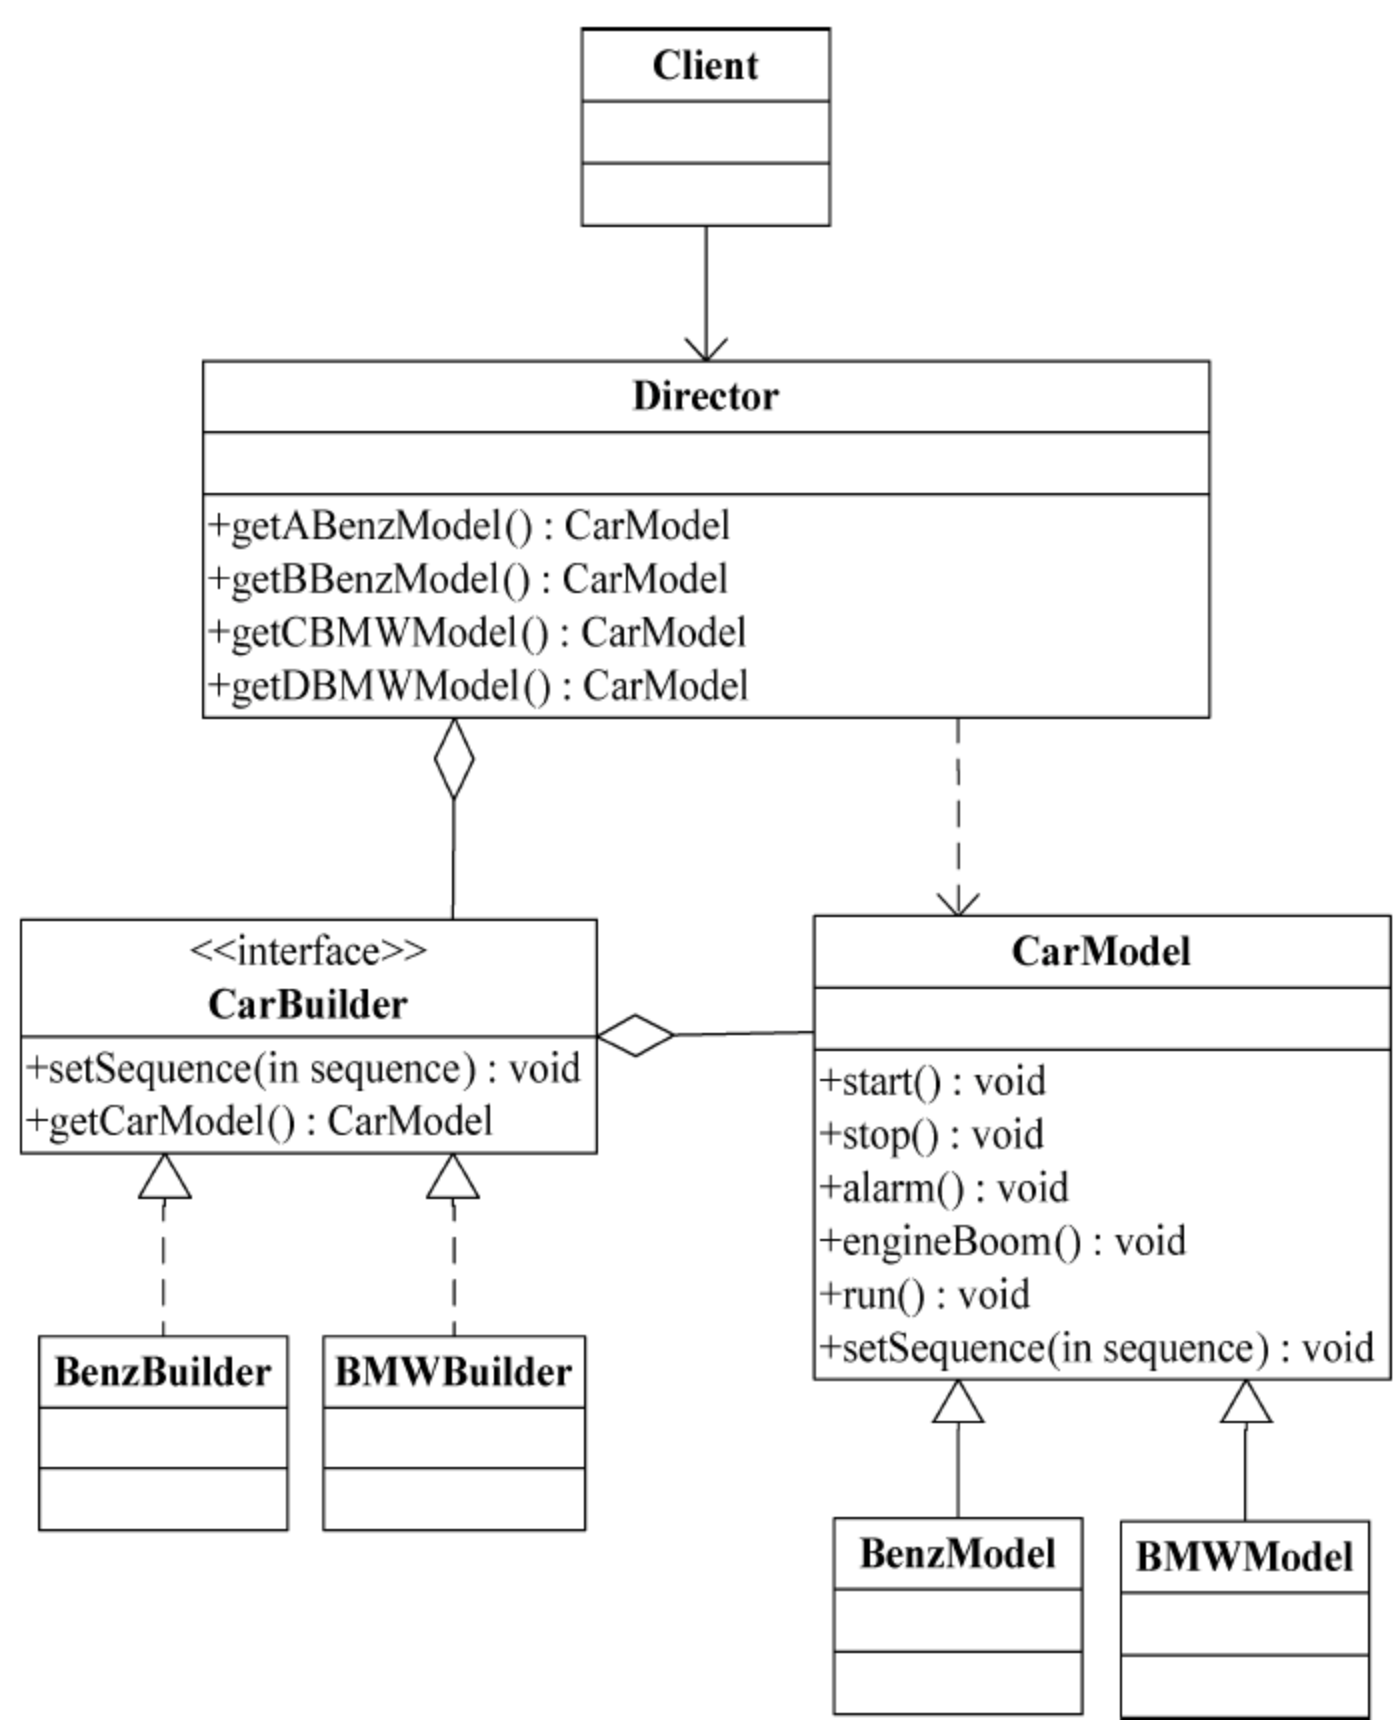 Client
Director
+getABenzModel() : CarModel
+getBBenzModel() : CarModel
+getCBMWModel() : CarModel
+getDBMWModel() : CarModel
<<interface>>
CarBuilder
+setSequence(in sequence) : void
+getCarModel() : CarModel
CarModel
+start() : void
+stop() : void
+alarm() : void
+engineBoom() : void
+run() : void
+setSequence(in sequence) : void
BenzBuilder
BMWBuilder
BenzModel
BMWModel